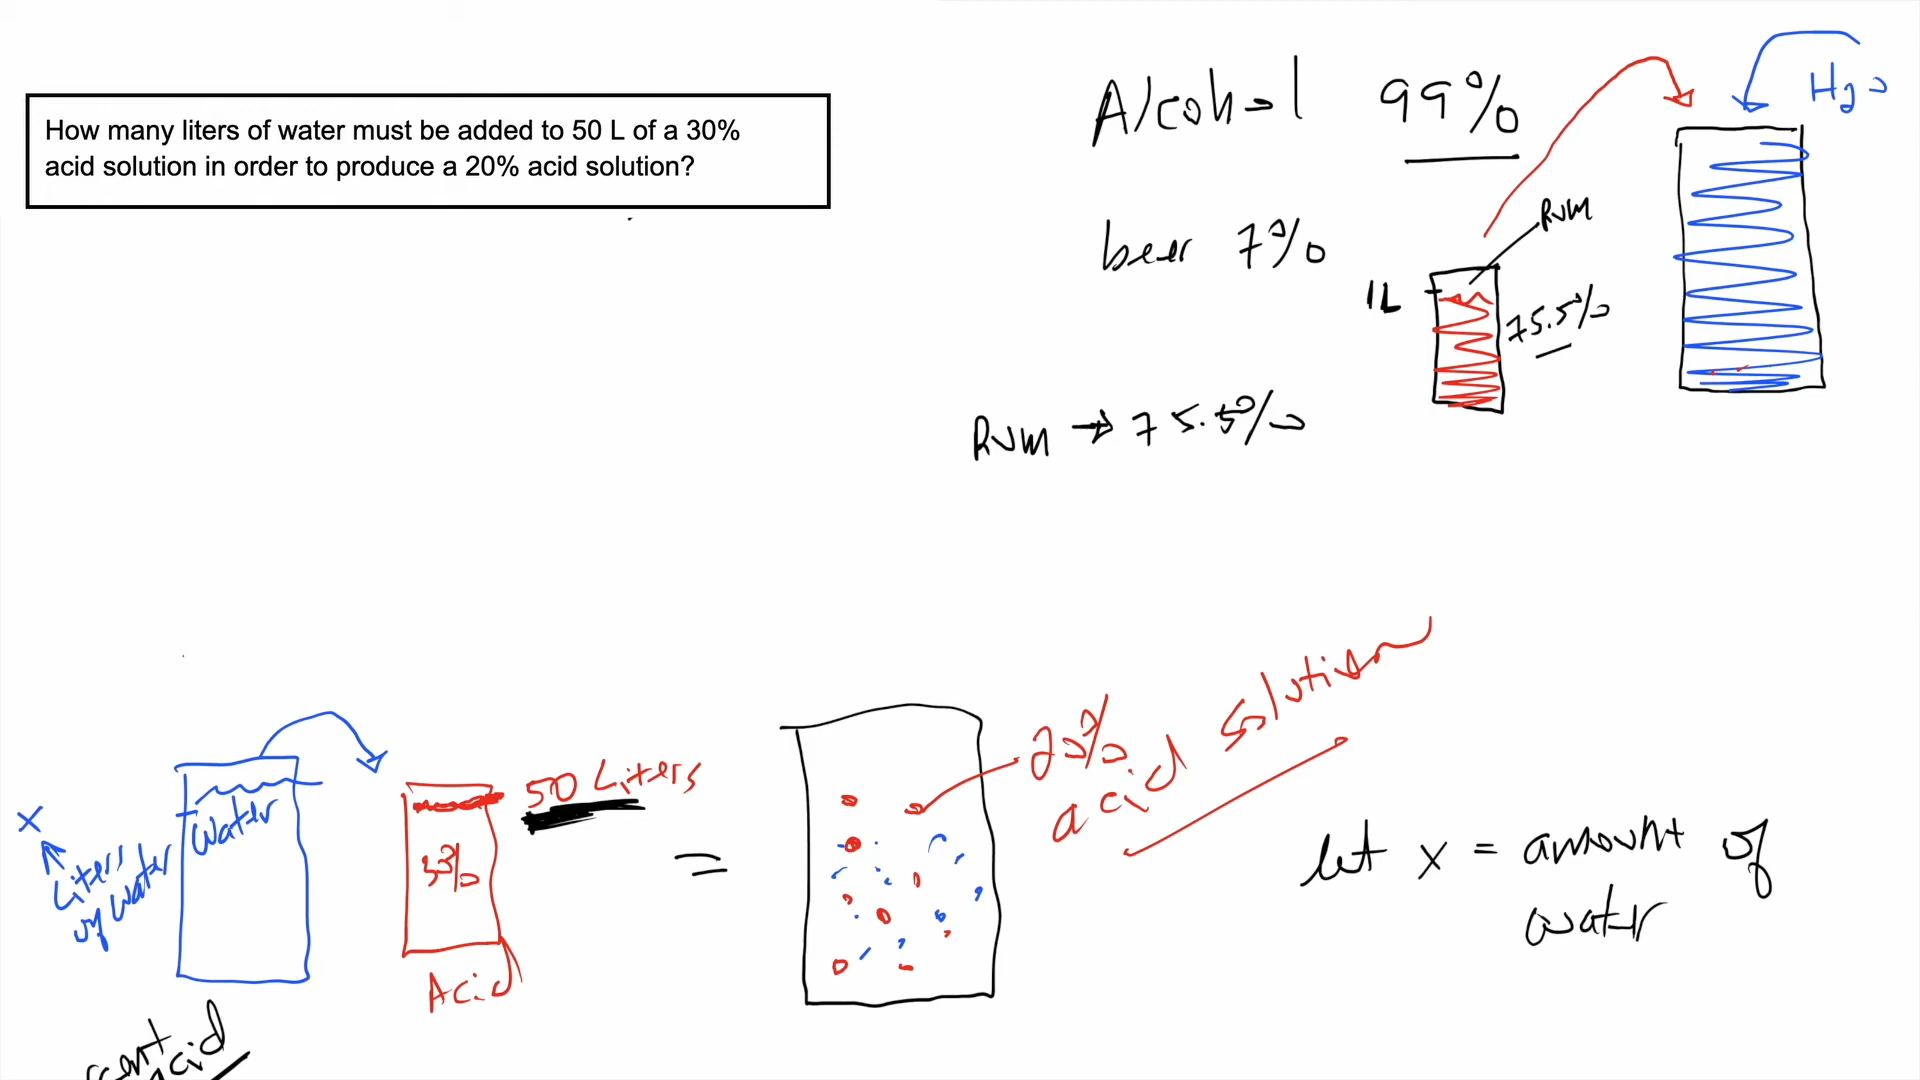 How many liters of water must be added to 50 L of a 30%
acid solution in order to produce a 20% acid solution?
Alcohol 99%
H2O
Rum
beer 7%
1L
75.5%
Rum → 75.5%
20%
acid solution
50 Liters
x
Liters
of water
water
30%
=
Acid
let x = amount of
water
acid